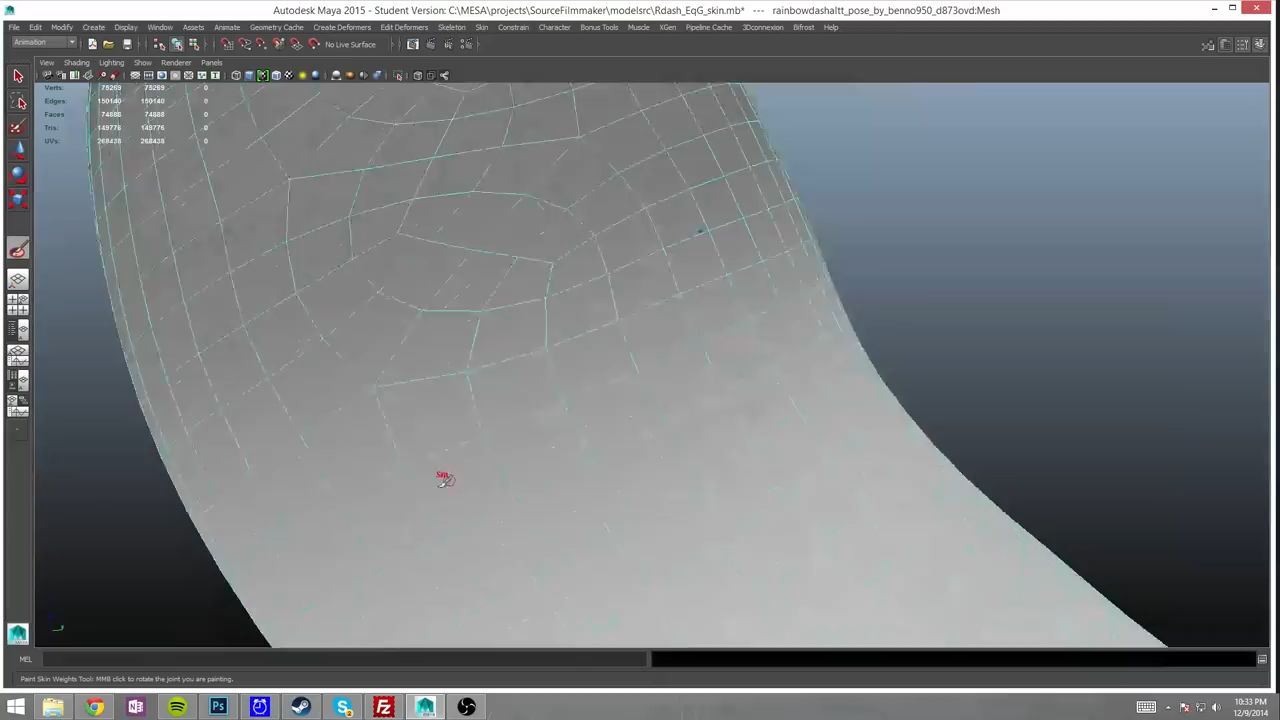 Autodesk Maya 2015 - Student Version: C:\MESA\projects\SourceFilmmaker\modelsrc\Rdash_EqG_skin.mb* --- rainbowdashaltt_pose_by_benno950_d873ovd:Mesh
File Edit Modify Create Display Window Assets Animate Geometry Cache Create Deformers Edit Deformers Skeleton Skin Constrain Character Bonus Tools Muscle XGen Pipeline Cache 3Dconnexion Bifrost Help
Animation
No Live Surface
View Shading Lighting Show Renderer Panels
Verts: 75269 75269 0
Edges: 150140 150140 0
Faces: 74888 74888 0
Tris: 149776 149776 0
UVs: 268438 268438 0
MEL
Paint Skin Weights Tool: MMB click to rotate the joint you are painting.
10:33 PM
12/9/2014